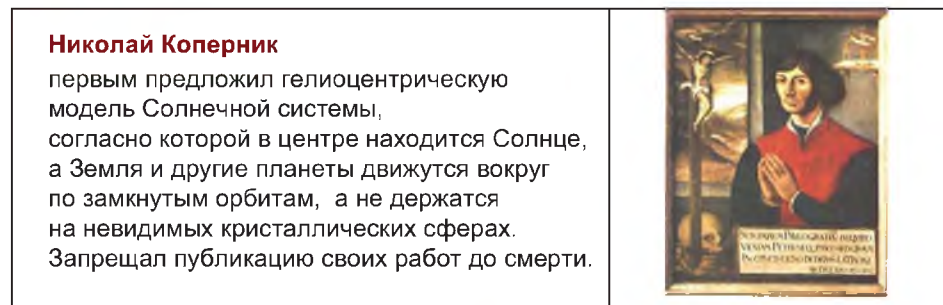 Николай Коперник
первым предложил гелиоцентрическую
модель Солнечной системы,
согласно которой в центре находится Солнце,
а Земля и другие планеты движутся вокруг
по замкнутым орбитам, а не держатся
на невидимых кристаллических сферах.
Запрещал публикацию своих работ до смерти.